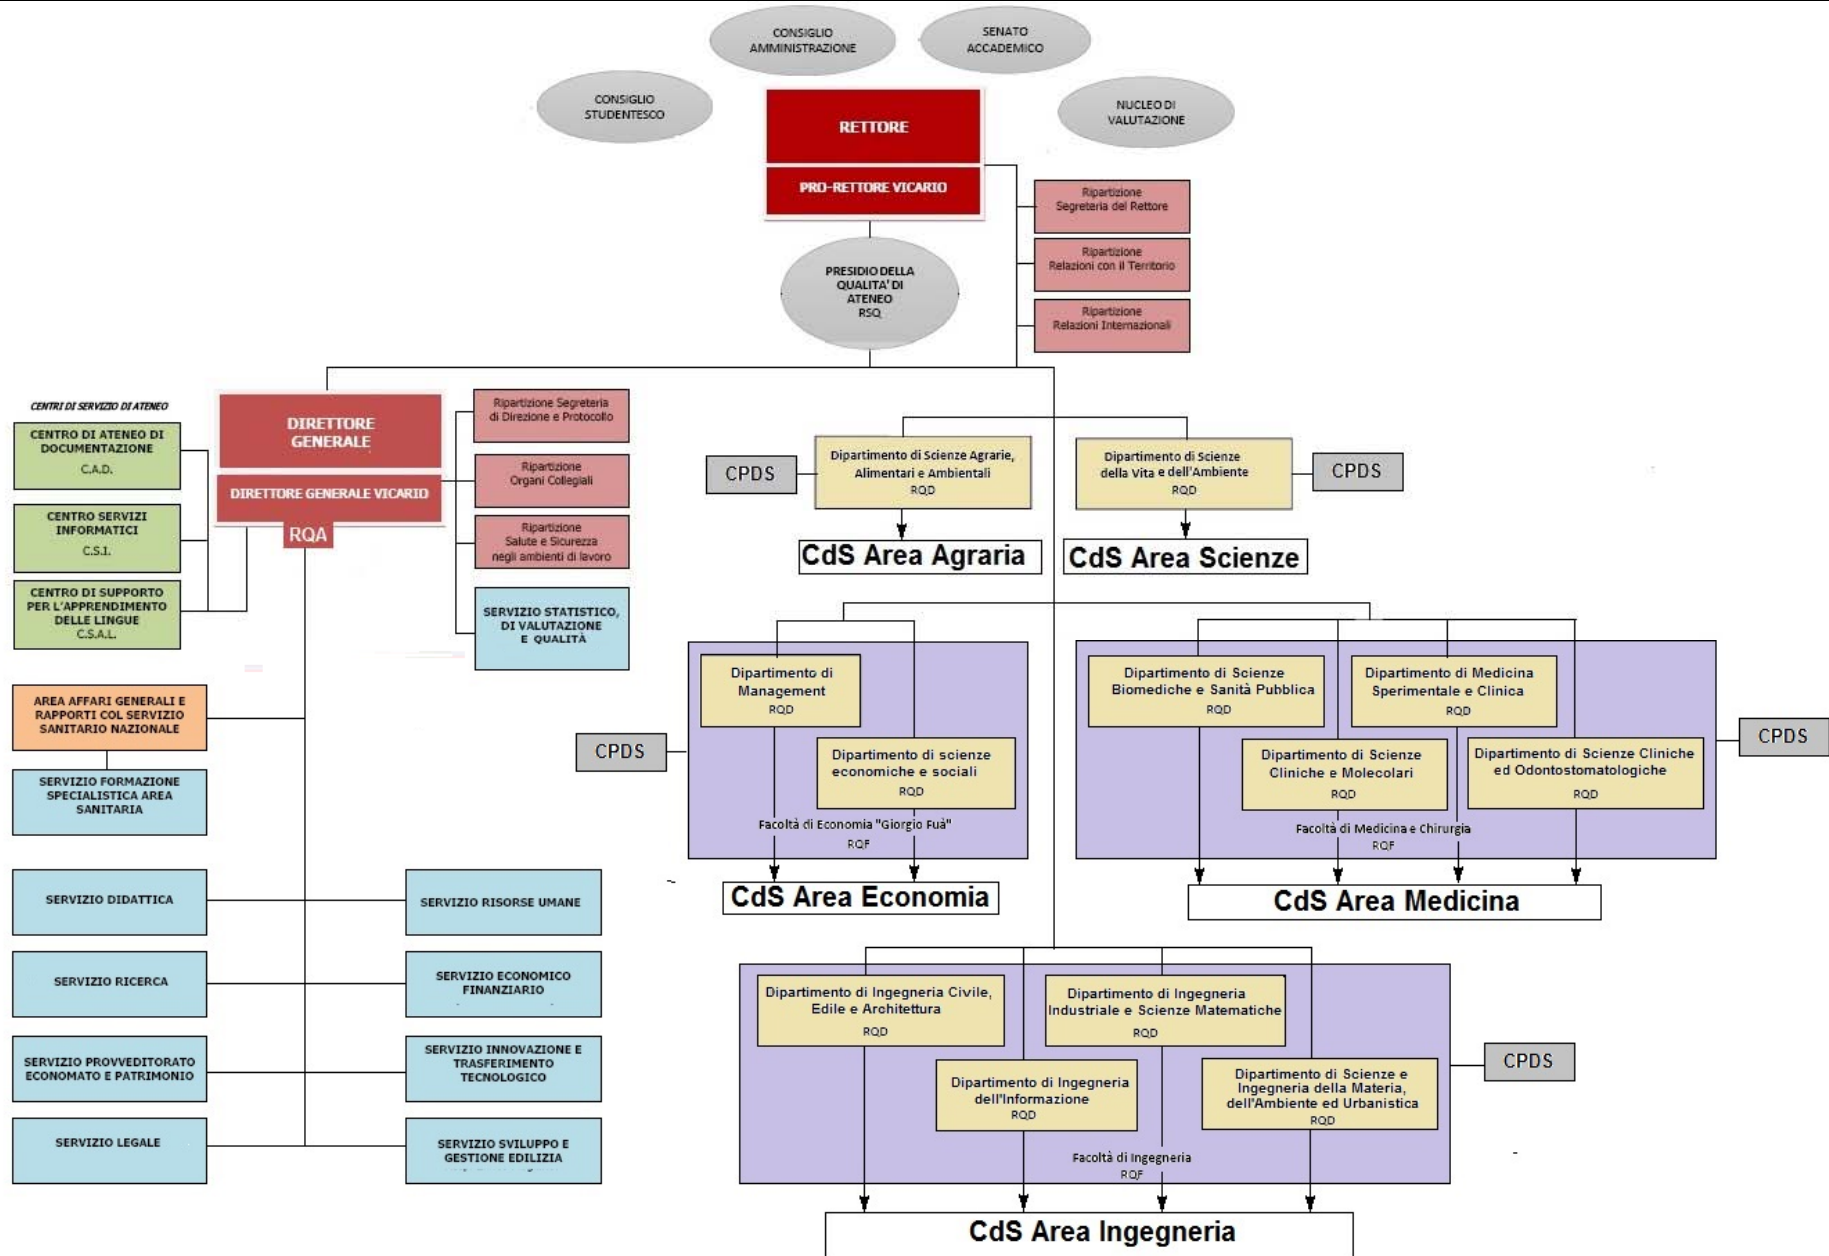 CONSIGLIO
AMMINISTRAZIONE
SENATO
ACCADEMICO
CONSIGLIO
STUDENTESCO
NUCLEO DI
VALUTAZIONE
RETTORE
PRO-RETTORE VICARIO
Ripartizione
Segreteria del Rettore
Ripartizione
Relazioni con il Territorio
Ripartizione
Relazioni Internazionali
PRESIDIO DELLA
QUALITA' DI
ATENEO
RSQ
CENTRI DI SERVIZIO DI ATENEO
CENTRO DI ATENEO DI
DOCUMENTAZIONE
C.A.D.
CENTRO SERVIZI
INFORMATICI
C.S.I.
CENTRO DI SUPPORTO
PER L'APPRENDIMENTO
DELLE LINGUE
C.S.A.L.
DIRETTORE
GENERALE
DIRETTORE GENERALE VICARIO
RQA
Ripartizione Segreteria
di Direzione e Protocollo
Ripartizione
Organi Collegiali
Ripartizione
Salute e Sicurezza
negli ambienti di lavoro
SERVIZIO STATISTICO,
DI VALUTAZIONE
E QUALITÀ
AREA AFFARI GENERALI E
RAPPORTI COL SERVIZIO
SANITARIO NAZIONALE
SERVIZIO FORMAZIONE
SPECIALISTICA AREA
SANITARIA
SERVIZIO DIDATTICA
SERVIZIO RISORSE UMANE
SERVIZIO RICERCA
SERVIZIO ECONOMICO
FINANZIARIO
SERVIZIO PROVVEDITORATO
ECONOMATO E PATRIMONIO
SERVIZIO INNOVAZIONE E
TRASFERIMENTO
TECNOLOGICO
SERVIZIO LEGALE
SERVIZIO SVILUPPO E
GESTIONE EDILIZIA
CPDS
Dipartimento di Scienze Agrarie,
Alimentari e Ambientali
RQD
Dipartimento di Scienze
della Vita e dell'Ambiente
RQD
CPDS
CdS Area Agraria
CdS Area Scienze
CPDS
Dipartimento di
Management
RQD
Dipartimento di scienze
economiche e sociali
RQD
Facoltà di Economia "Giorgio Fuà"
RQF
CdS Area Economia
Dipartimento di Scienze
Biomediche e Sanità Pubblica
RQD
Dipartimento di Medicina
Sperimentale e Clinica
RQD
Dipartimento di Scienze
Cliniche e Molecolari
RQD
Dipartimento di Scienze Cliniche
ed Odontostomatologiche
RQD
CPDS
Facoltà di Medicina e Chirurgia
RQF
CdS Area Medicina
Dipartimento di Ingegneria Civile,
Edile e Architettura
RQD
Dipartimento di Ingegneria
Industriale e Scienze Matematiche
RQD
Dipartimento di Ingegneria
dell'Informazione
RQD
Dipartimento di Scienze e
Ingegneria della Materia,
dell'Ambiente ed Urbanistica
RQD
CPDS
Facoltà di Ingegneria
RQF
CdS Area Ingegneria